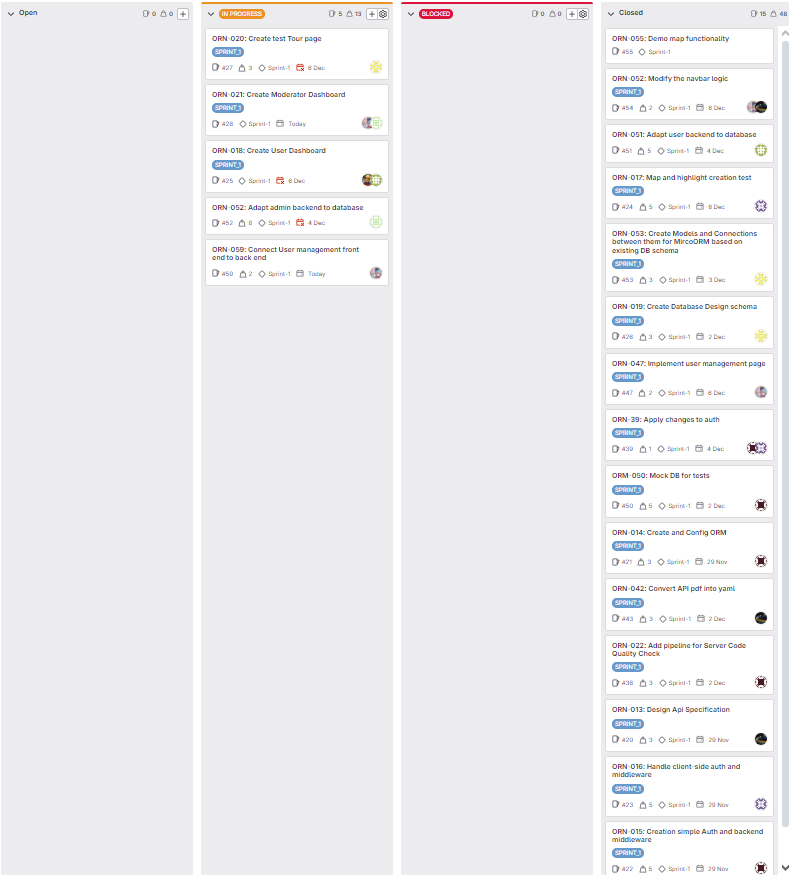 Open
0
0
IN PROGRESS
5
13
ORN-020: Create test Tour page
SPRINT_1
#27 3 Sprint-1 6 Dec
ORN-021: Create Moderator Dashboard
SPRINT_1
#28 Sprint-1 Today
ORN-018: Create User Dashboard
SPRINT_1
#25 Sprint-1 6 Dec
ORN-052: Adapt admin backend to database
#52 8 Sprint-1 4 Dec
ORN-059: Connect User management front
end to back end
#59 2 Sprint-1 Today
BLOCKED
0
0
Closed
15
48
ORN-055: Demo map functionality
#55 Sprint-1
ORN-052: Modify the navbar logic
SPRINT_1
#54 2 Sprint-1 6 Dec
ORN-051: Adapt user backend to database
#51 5 Sprint-1 4 Dec
ORN-017: Map and highlight creation test
SPRINT_1
#24 5 Sprint-1 6 Dec
ORN-053: Create Models and Connections
between them for MircoORM based on
existing DB schema
SPRINT_1
#53 3 Sprint-1 3 Dec
ORN-019: Create Database Design schema
SPRINT_1
#26 3 Sprint-1 2 Dec
ORN-047: Implement user management page
SPRINT_1
#47 2 Sprint-1 6 Dec
ORN-39: Apply changes to auth
SPRINT_1
#39 1 Sprint-1 4 Dec
ORM-050: Mock DB for tests
SPRINT_1
#50 5 Sprint-1 2 Dec
ORN-014: Create and Config ORM
SPRINT_1
#21 3 Sprint-1 29 Nov
ORN-042: Convert API pdf into yaml
SPRINT_1
#43 3 Sprint-1 2 Dec
ORN-022: Add pipeline for Server Code
Quality Check
SPRINT_1
#38 3 Sprint-1 2 Dec
ORN-013: Design Api Specification
SPRINT_1
#20 3 Sprint-1 29 Nov
ORN-016: Handle client-side auth and
middleware
SPRINT_1
#23 5 Sprint-1 29 Nov
ORN-015: Creation simple Auth and backend
middleware
SPRINT_1
#22 5 Sprint-1 29 Nov